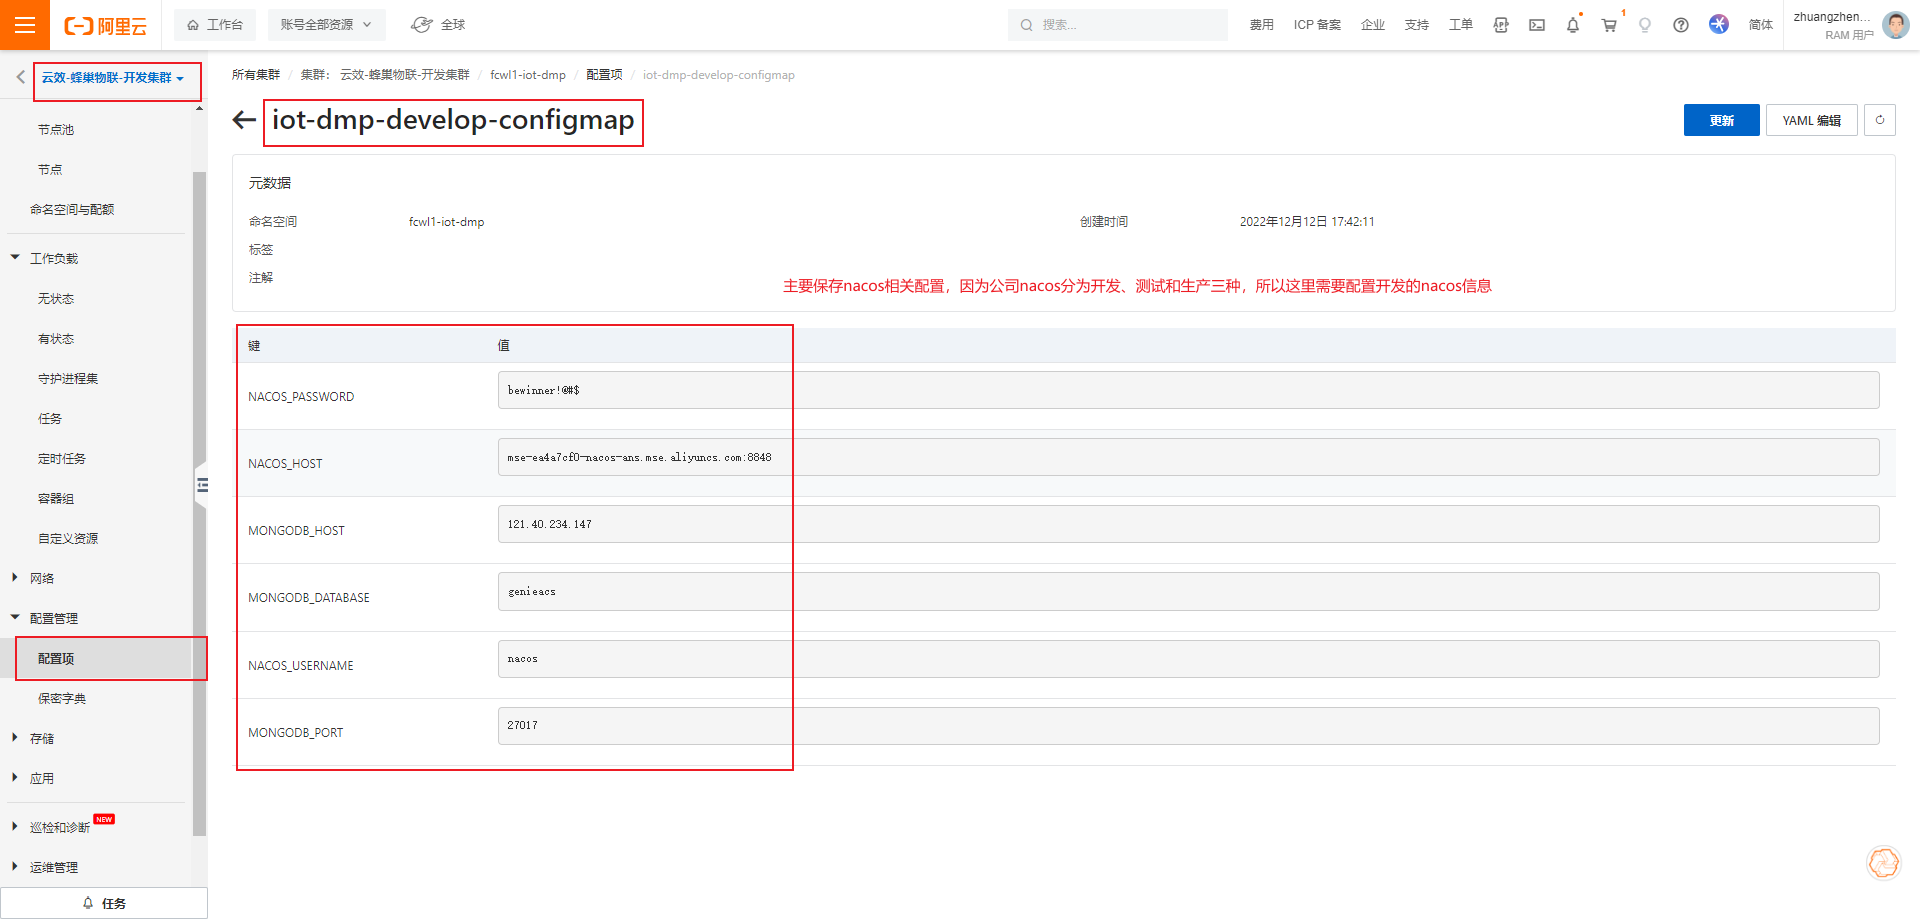 阿里云
工作台
账号全部资源
全球
搜索...
费用
ICP 备案
企业
支持
工单
1
简体
zhuangzhen...
RAM 用户
云效-蜂巢物联-开发集群
节点池
节点
命名空间与配额
工作负载
无状态
有状态
守护进程集
任务
定时任务
容器组
自定义资源
网络
配置管理
配置项
保密字典
存储
应用
巡检和诊断 NEW
运维管理
任务
所有集群 / 集群： 云效-蜂巢物联-开发集群 / fcwl1-iot-dmp / 配置项 / iot-dmp-develop-configmap
iot-dmp-develop-configmap
更新
YAML 编辑
元数据
命名空间 fcwl1-iot-dmp
创建时间 2022年12月12日 17:42:11
标签
注解
主要保存nacos相关配置，因为公司nacos分为开发、测试和生产三种，所以这里需要配置开发的nacos信息
键 值
NACOS_PASSWORD bewinner!@#$
NACOS_HOST mse-ea4a7cf0-nacos-ans.mse.aliyuncs.com:8848
MONGODB_HOST 121.40.234.147
MONGODB_DATABASE genieacs
NACOS_USERNAME nacos
MONGODB_PORT 27017